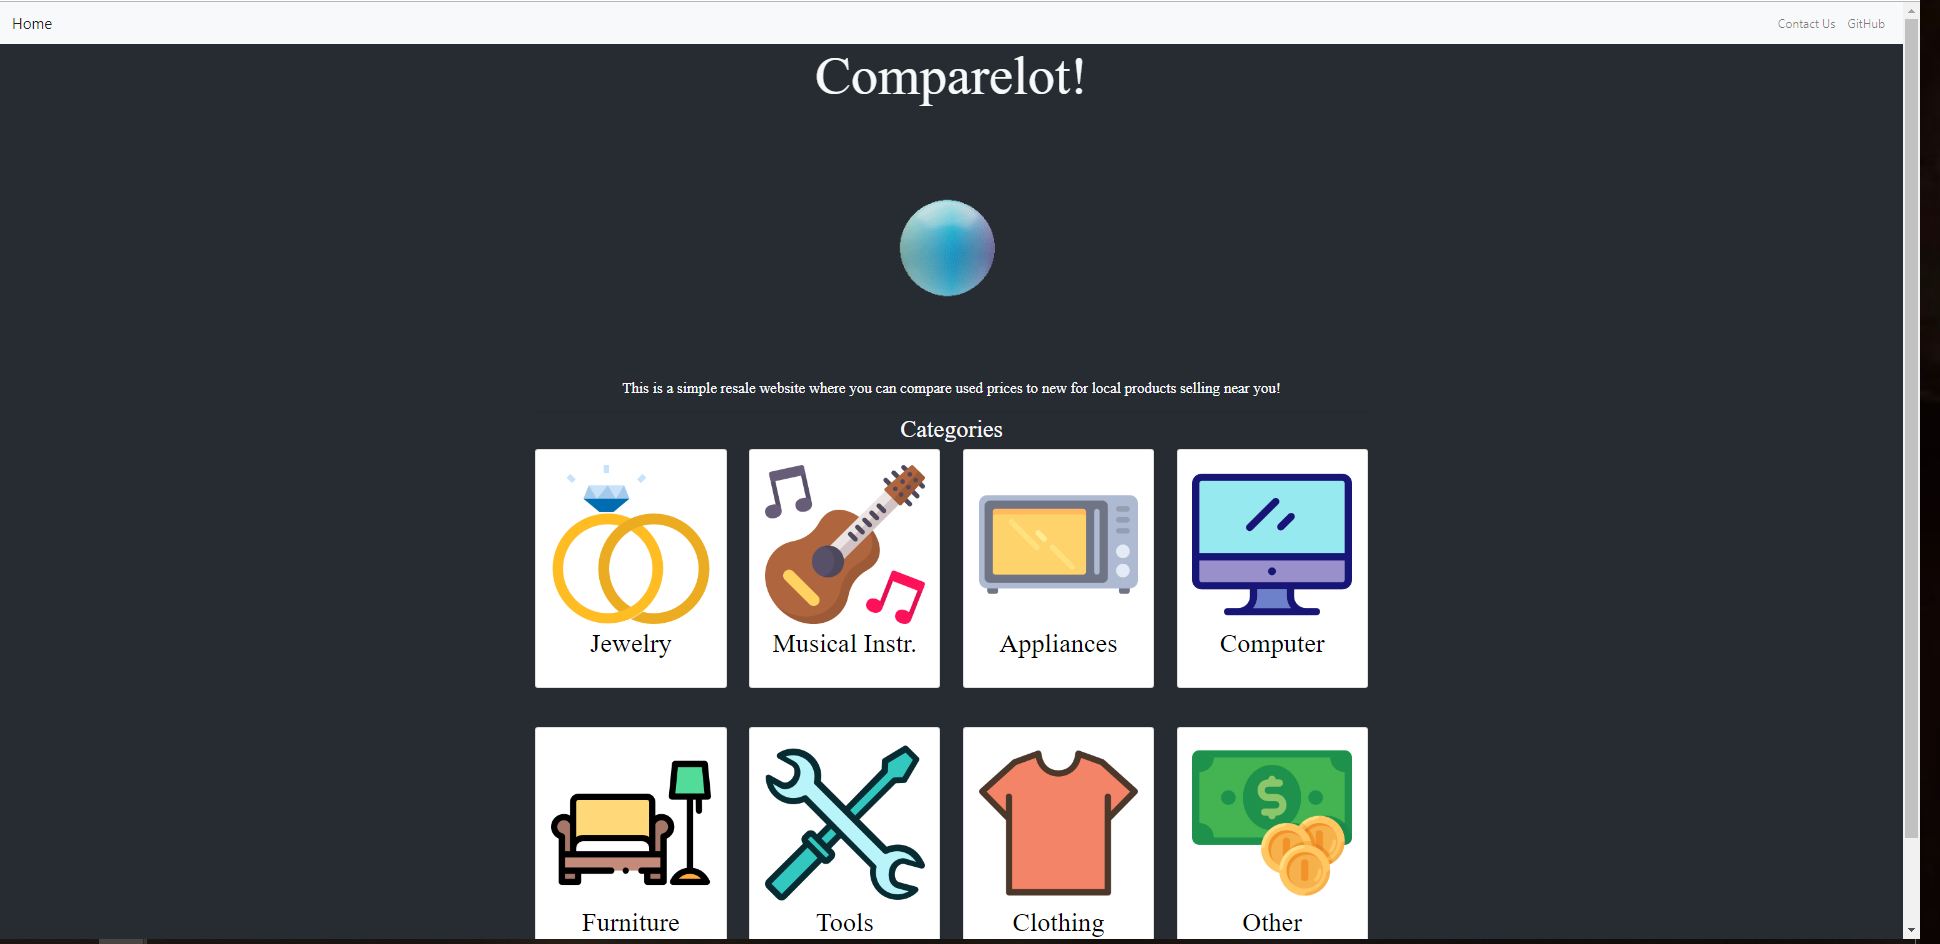 Home
Contact Us GitHub
Comparelot!
This is a simple resale website where you can compare used prices to new for local products selling near you!
Categories
Jewelry
Musical Instr.
Appliances
Computer
$
Furniture
Tools
Clothing
Other